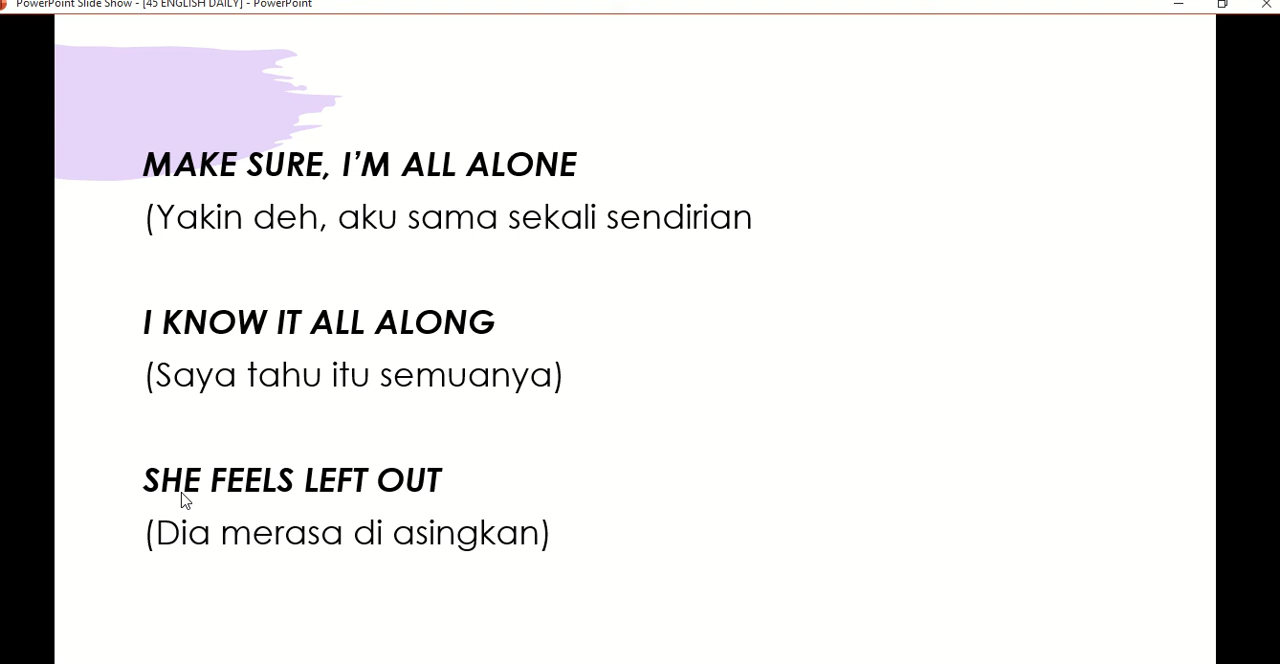 PowerPoint Slide Show - [45 ENGLISH DAILY] - PowerPoint
MAKE SURE, I’M ALL ALONE
(Yakin deh, aku sama sekali sendirian
I KNOW IT ALL ALONG
(Saya tahu itu semuanya)
SHE FEELS LEFT OUT
(Dia merasa di asingkan)